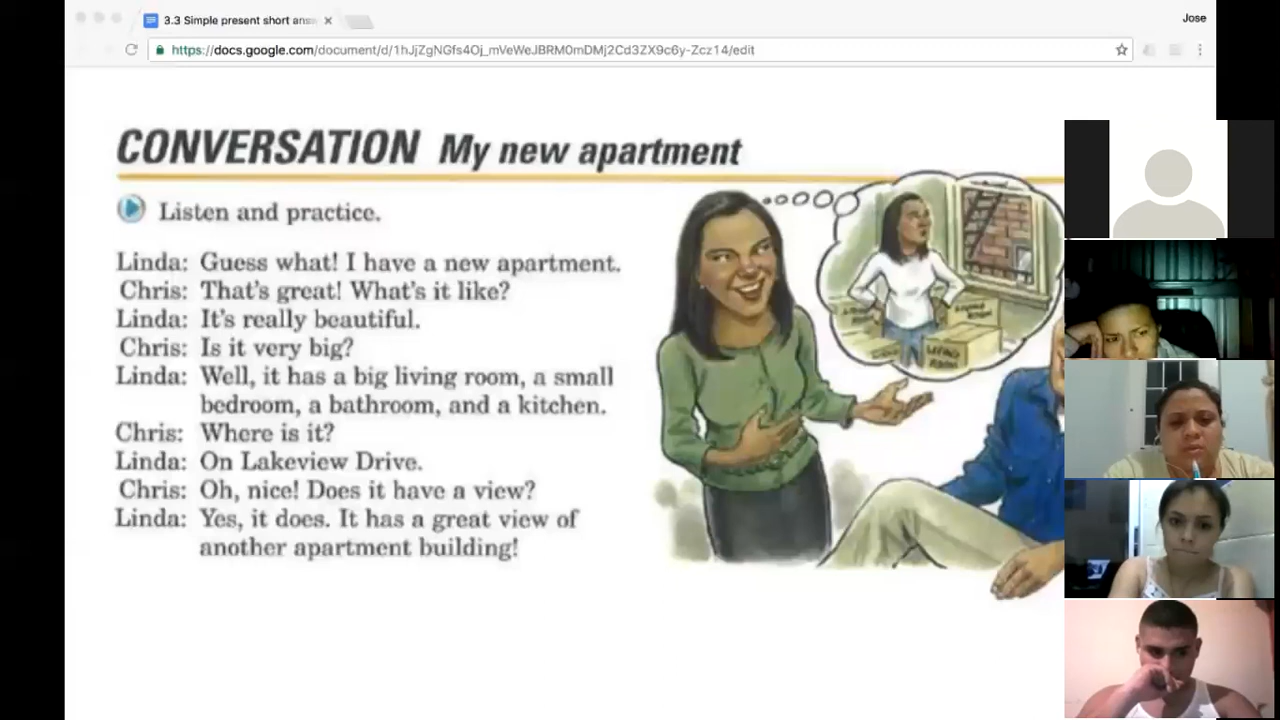 3.3 Simple present short ans
Jose
https://docs.google.com/document/d/1hJjZgNGfs4Oj_mVeWeJBRM0mDMj2Cd3ZX9c6y-Zcz14/edit
CONVERSATION My new apartment
Listen and practice.
Linda: Guess what! I have a new apartment.
Chris: That's great! What's it like?
Linda: It's really beautiful.
Chris: Is it very big?
Linda: Well, it has a big living room, a small
bedroom, a bathroom, and a kitchen.
Chris: Where is it?
Linda: On Lakeview Drive.
Chris: Oh, nice! Does it have a view?
Linda: Yes, it does. It has a great view of
another apartment building!
LIVING
ROOM